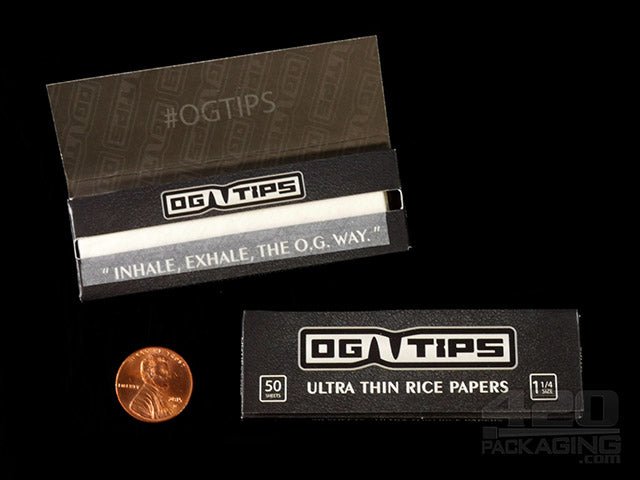 #OGTIPS
OG TIPS
" INHALE, EXHALE, THE O.G. WAY. "
OG TIPS
50
SHEETS
ULTRA THIN RICE PAPERS
1 1/4
SIZE
LIBERTY
420
PACKAGING
.com